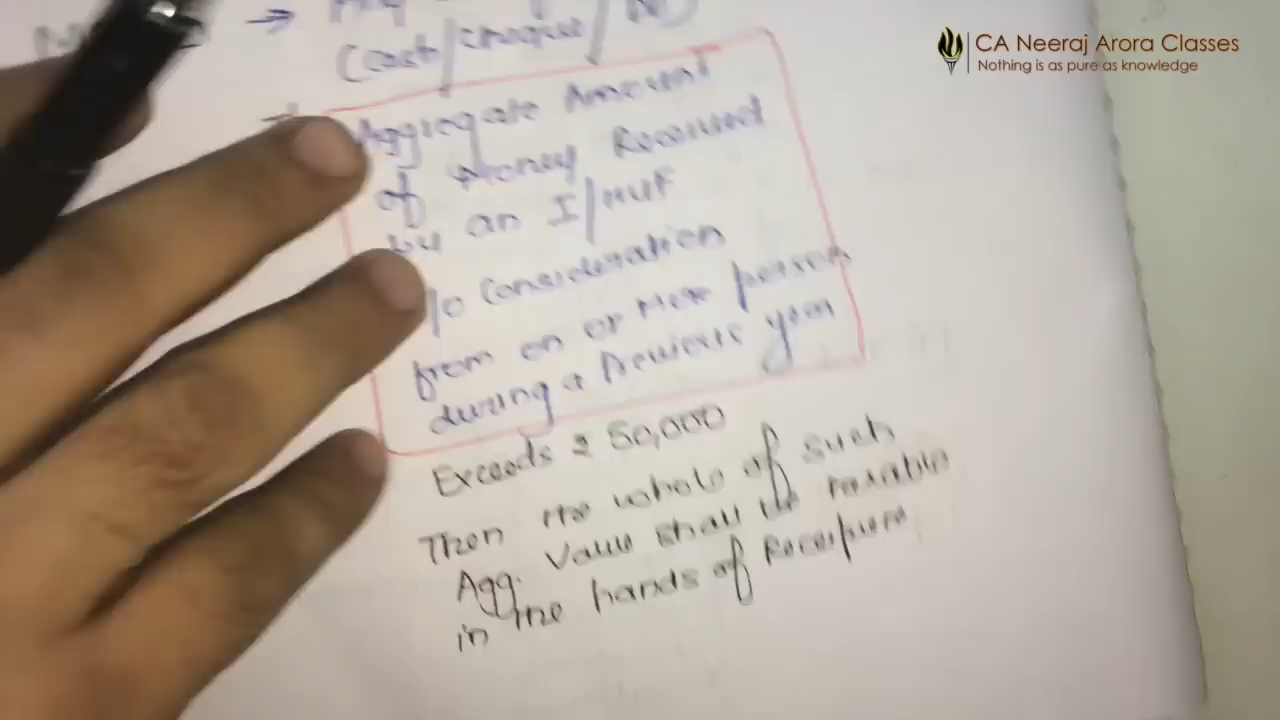 CA Neeraj Arora Classes
Nothing is as pure as knowledge
(Cash/cheque/
Aggregate Amount
of Money Received
by an I/HUF
/o Consideration
from on or More person
during a Previous year
Exceeds ₹ 50,000
Then the whole of such
Agg. Value shall be taxable
in the hands of Receipient